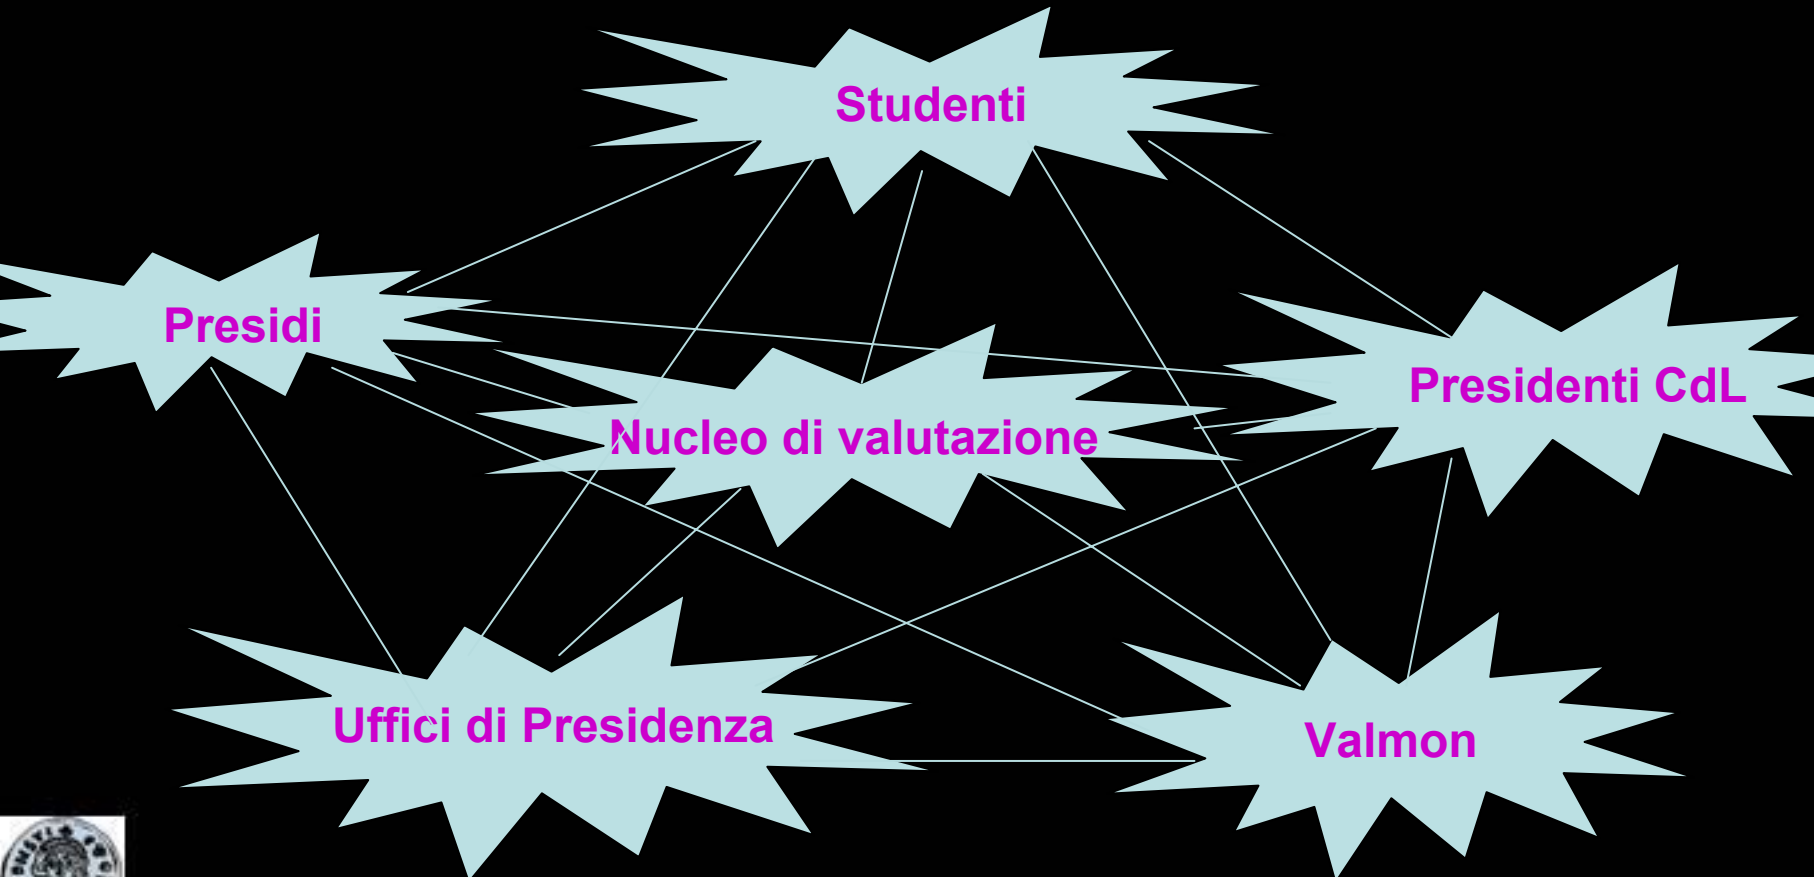 Studenti
Presidi
Presidenti CdL
Nucleo di valutazione
Uffici di Presidenza
Valmon